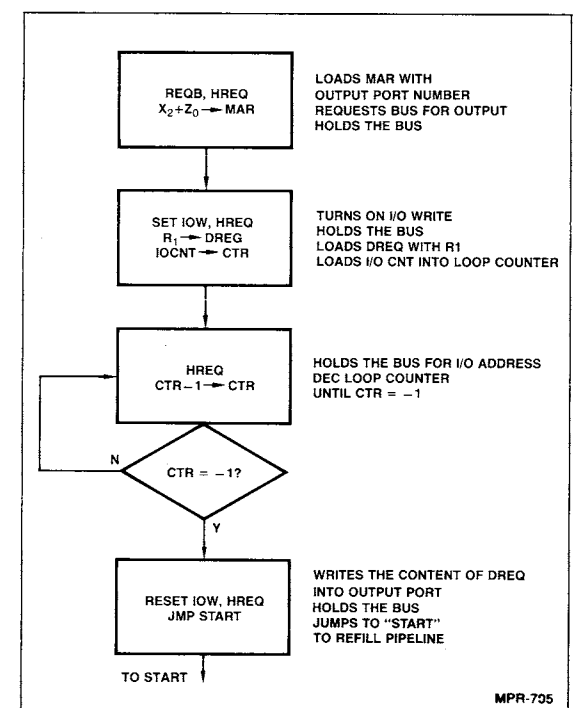 REQB, HREQ
X₂+Z₀→MAR
LOADS MAR WITH
OUTPUT PORT NUMBER
REQUESTS BUS FOR OUTPUT
HOLDS THE BUS
SET IOW, HREQ
R₁→DREG
IOCNT→CTR
TURNS ON I/O WRITE
HOLDS THE BUS
LOADS DREQ WITH R1
LOADS I/O CNT INTO LOOP COUNTER
HREQ
CTR−1→CTR
HOLDS THE BUS FOR I/O ADDRESS
DEC LOOP COUNTER
UNTIL CTR = −1
N
CTR = −1?
Y
RESET IOW, HREQ
JMP START
WRITES THE CONTENT OF DREQ
INTO OUTPUT PORT
HOLDS THE BUS
JUMPS TO "START"
TO REFILL PIPELINE
TO START
MPR-705